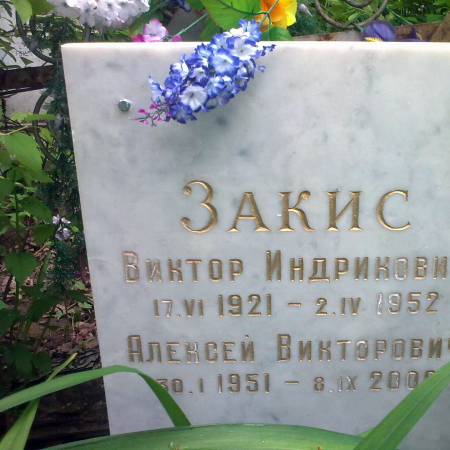 Закис
Виктор Индрикови
17.VI 1921 – 2.IV 1952
Алексей Викторович
30.I 1951 – 8.IX